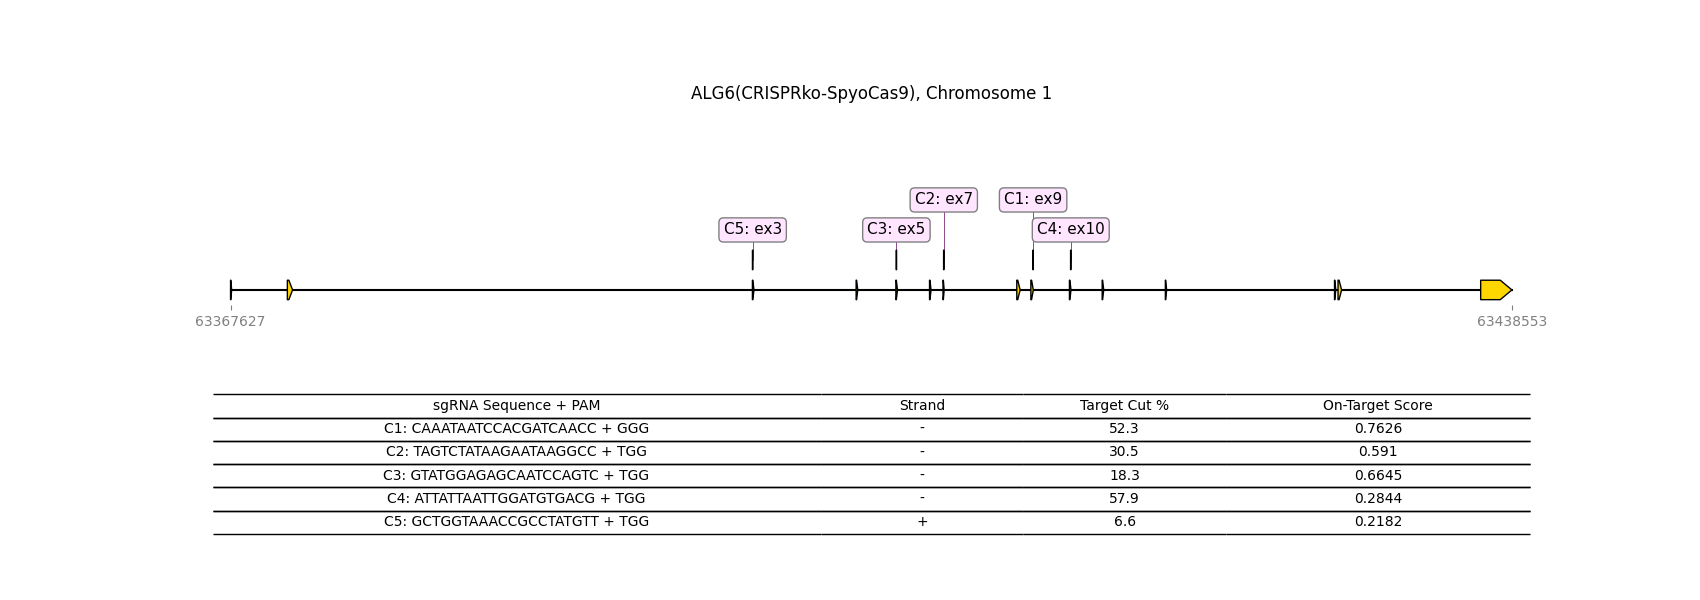 ALG6(CRISPRko-SpyoCas9), Chromosome 1
C2: ex7 C1: ex9
C5: ex3 C3: ex5 C4: ex10
63367627 63438553
sgRNA Sequence + PAM Strand Target Cut % On-Target Score
C1: CAAATAATCCACGATCAACC + GGG - 52.3 0.7626
C2: TAGTCTATAAGAATAAGGCC + TGG - 30.5 0.591
C3: GTATGGAGAGCAATCCAGTC + TGG - 18.3 0.6645
C4: ATTATTAATTGGATGTGACG + TGG - 57.9 0.2844
C5: GCTGGTAAACCGCCTATGTT + TGG + 6.6 0.2182